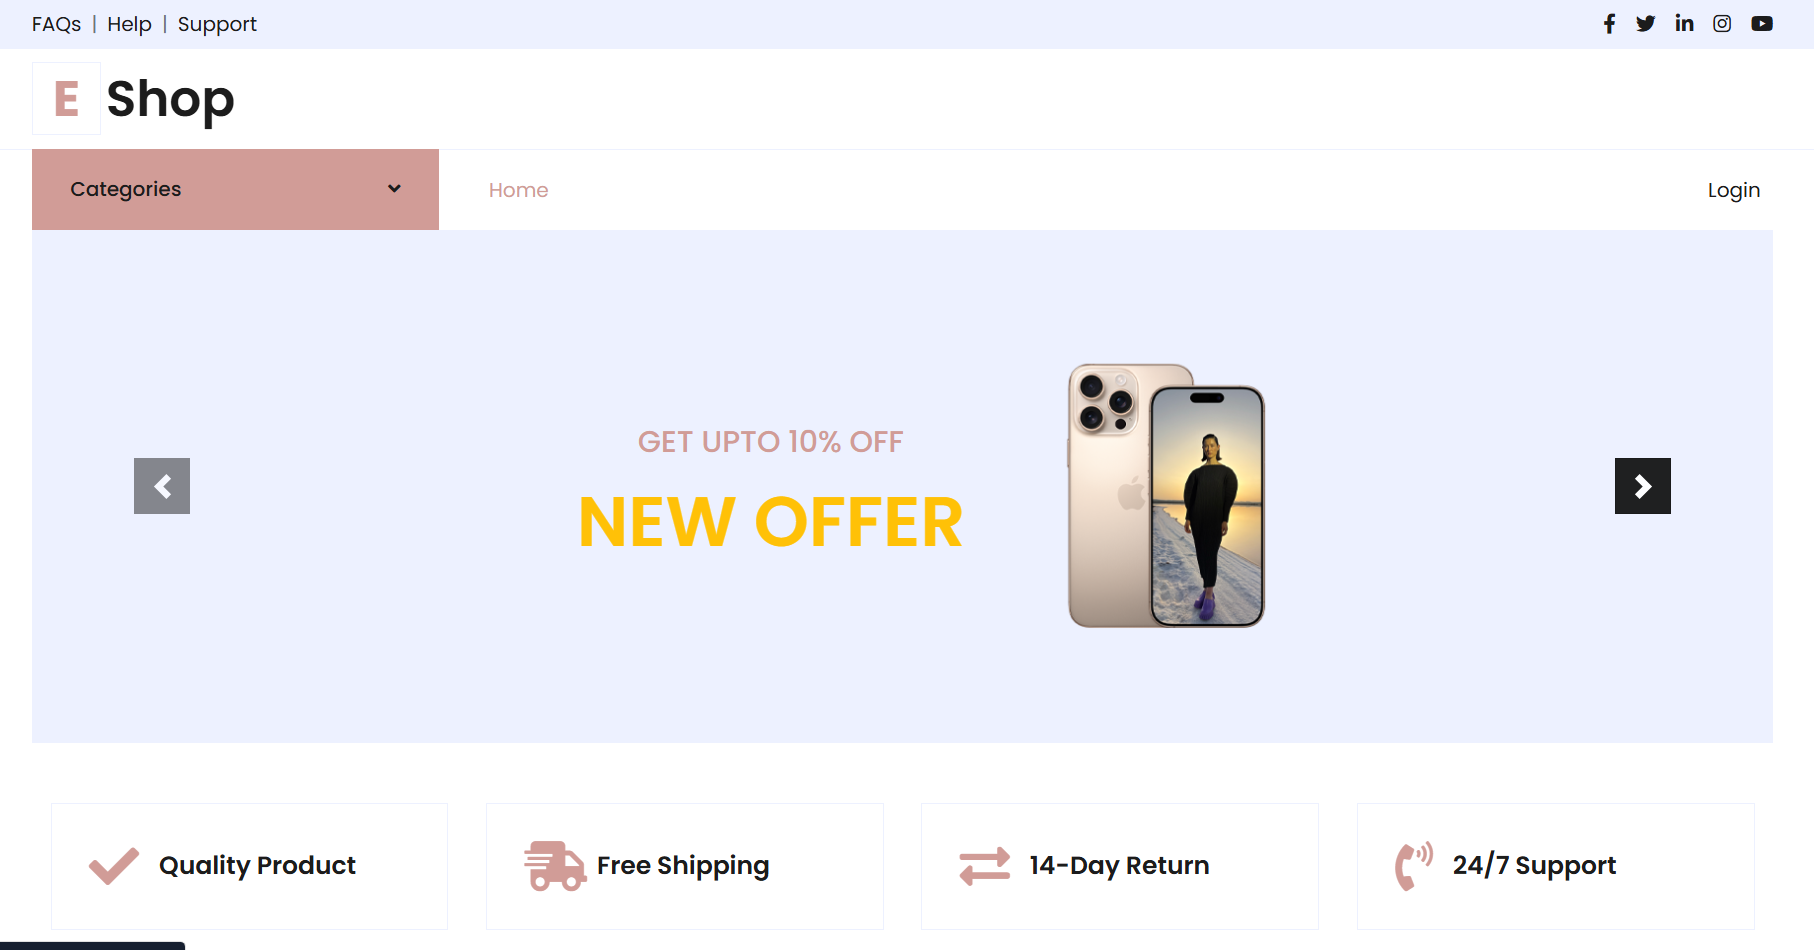 FAQs | Help | Support
E Shop
Categories
Home
Login
GET UPTO 10% OFF
NEW OFFER
Quality Product
Free Shipping
14-Day Return
24/7 Support